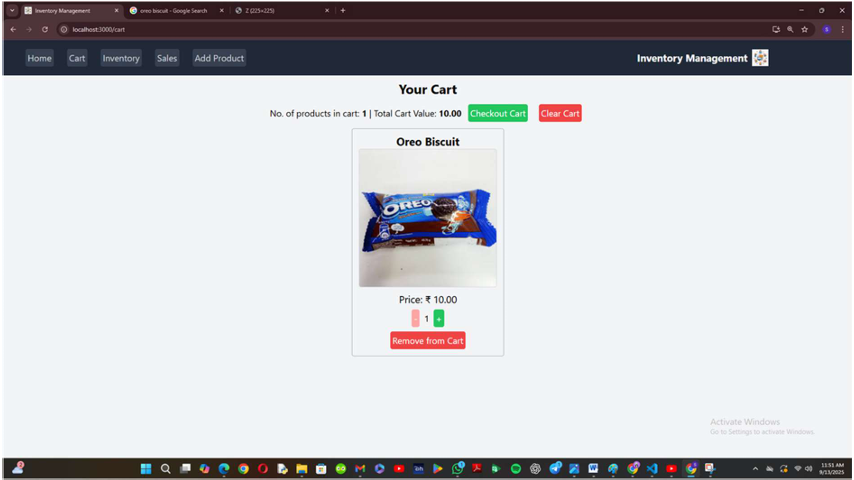 Inventory Management
oreo biscuit - Google Search
Z (225×225)
localhost:3000/cart
Home Cart Inventory Sales Add Product
Inventory Management
Your Cart
No. of products in cart: 1 | Total Cart Value: 10.00 Checkout Cart Clear Cart
Oreo Biscuit
OREO
Price: ₹ 10.00
- 1 +
Remove from Cart
Activate Windows
Go to Settings to activate Windows.
11:51 AM
9/13/2025